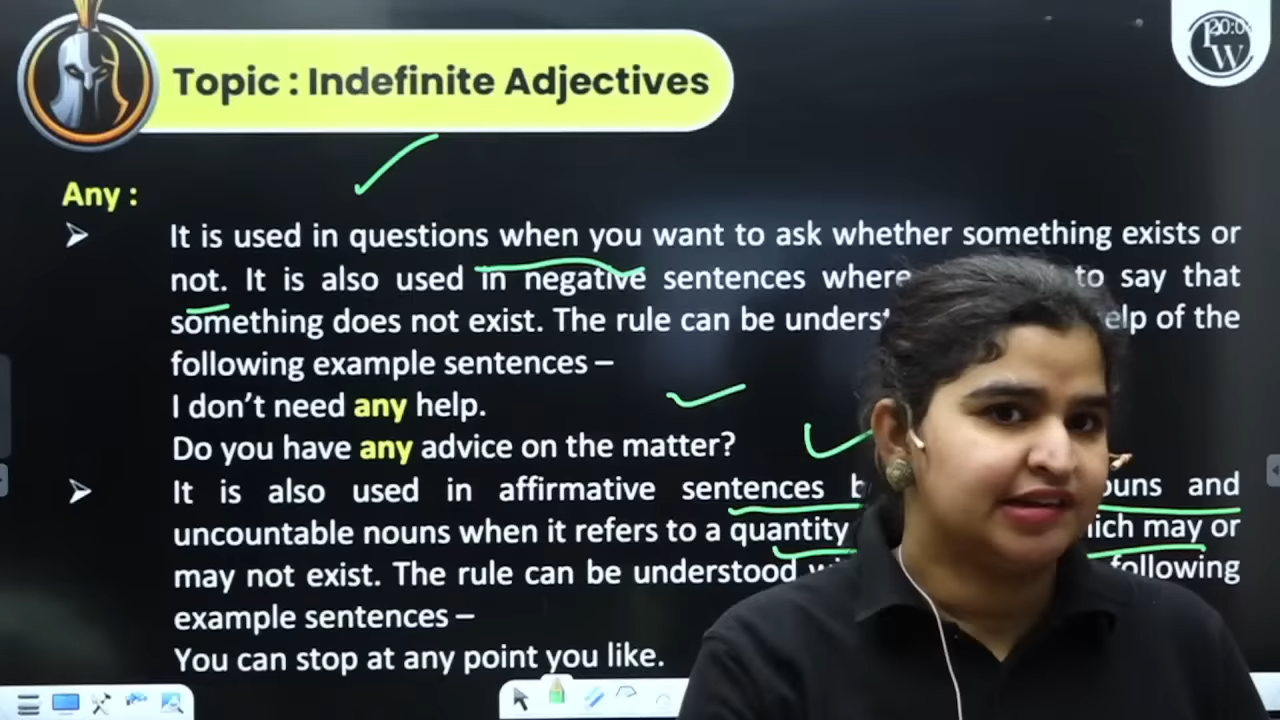 Topic : Indefinite Adjectives
PW
20:0
Any :
It is used in questions when you want to ask whether something exists or
not. It is also used in negative sentences where to say that
something does not exist. The rule can be elp of the
following example sentences –
I don't need any help.
Do you have any advice on the matter?
It is also used in affirmative sentences and
uncountable nouns when it refers to a quantity may or
may not exist. The rule can be understood following
example sentences –
You can stop at any point you like.